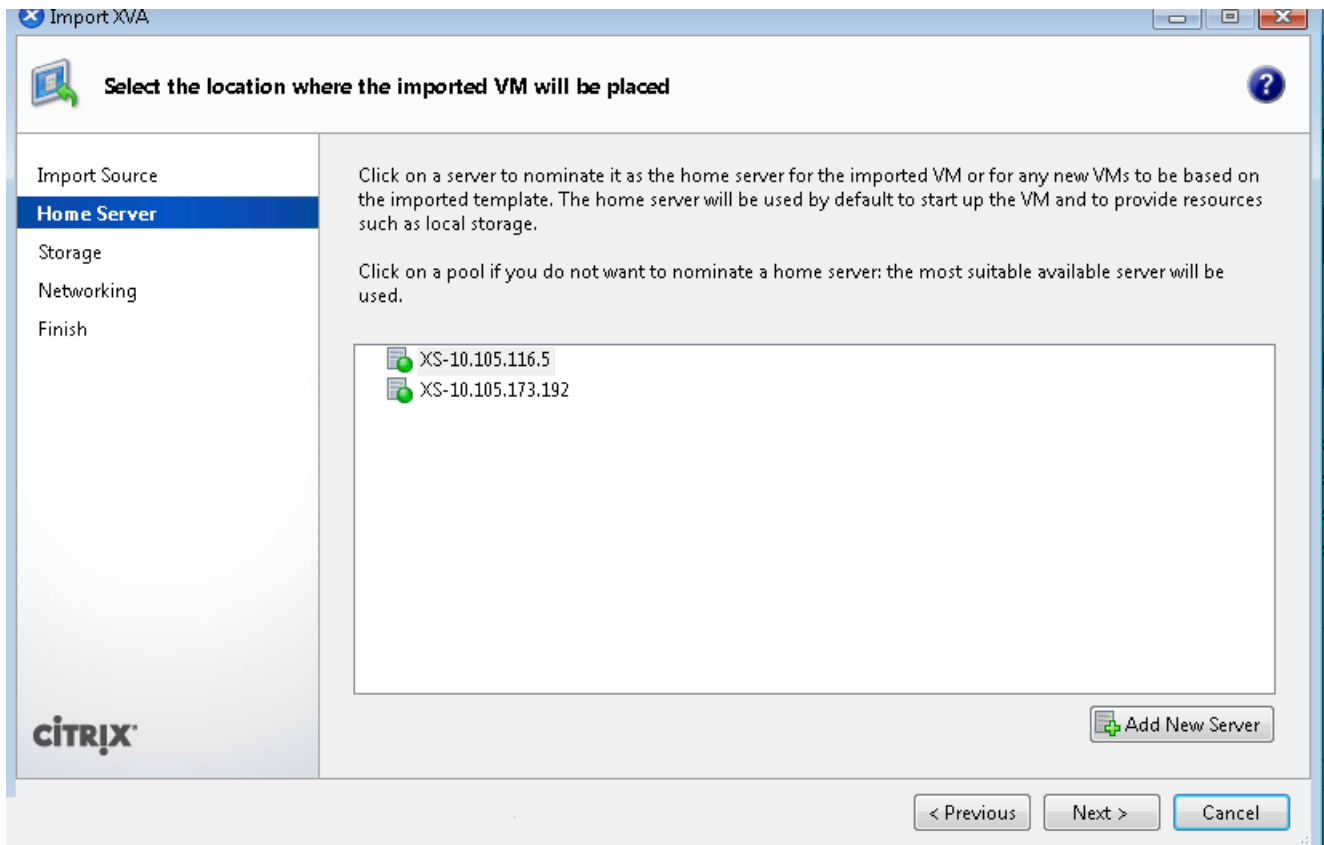 Import XVA
Select the location where the imported VM will be placed
?
Import Source
Home Server
Storage
Networking
Finish
Click on a server to nominate it as the home server for the imported VM or for any new VMs to be based on
the imported template. The home server will be used by default to start up the VM and to provide resources
such as local storage.
Click on a pool if you do not want to nominate a home server: the most suitable available server will be
used.
XS-10.105.116.5
XS-10.105.173.192
Add New Server
CİTRIX
< Previous
Next >
Cancel